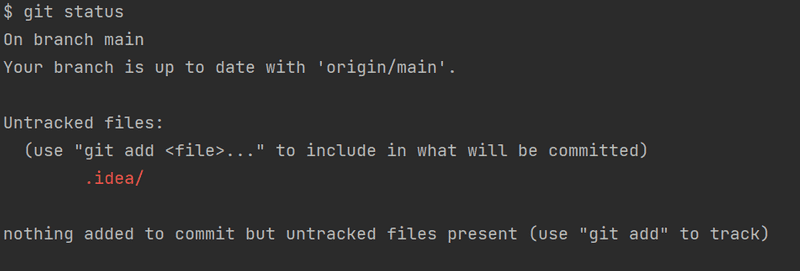 $ git status
On branch main
Your branch is up to date with 'origin/main'.
Untracked files:
(use "git add <file>..." to include in what will be committed)
.idea/
nothing added to commit but untracked files present (use "git add" to track)